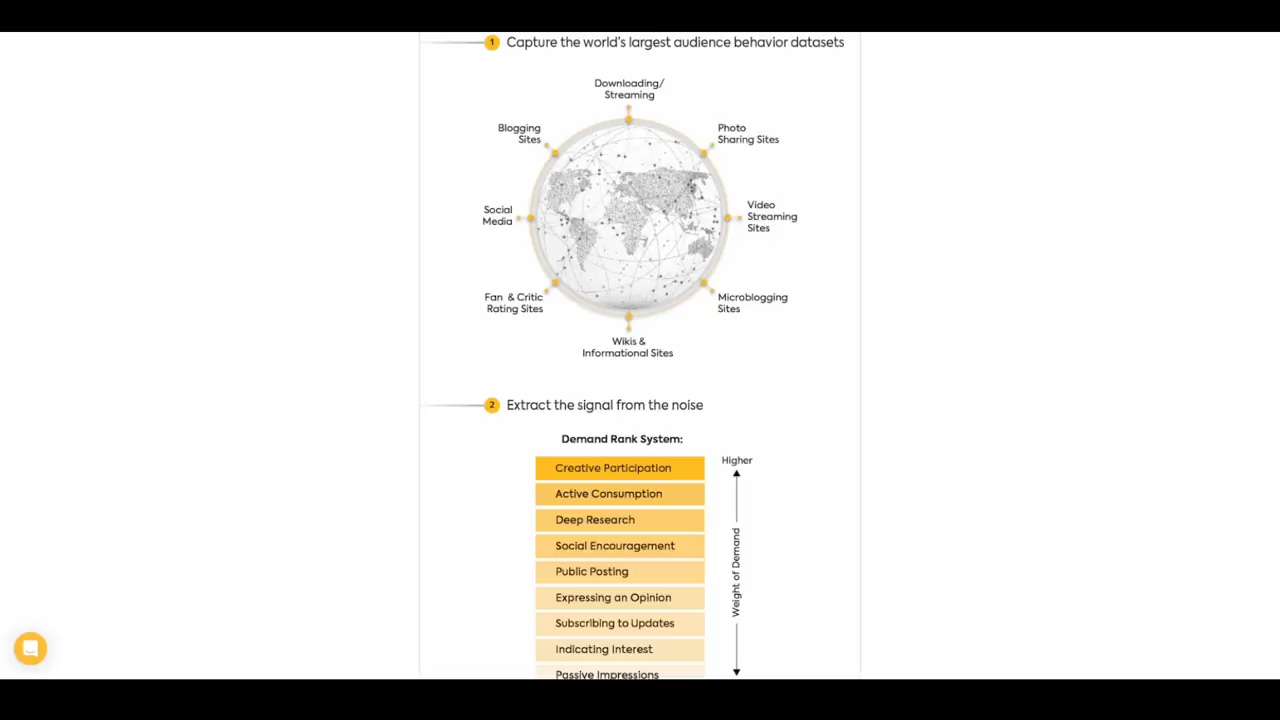 1 Capture the world's largest audience behavior datasets
Downloading/
Streaming
Blogging
Sites
Photo
Sharing Sites
Social
Media
Video
Streaming
Sites
Fan & Critic
Rating Sites
Microblogging
Sites
Wikis &
Informational Sites
2 Extract the signal from the noise
Demand Rank System:
Higher
Creative Participation
Active Consumption
Deep Research
Social Encouragement
Public Posting
Expressing an Opinion
Subscribing to Updates
Indicating Interest
Passive Impressions
Weight of Demand